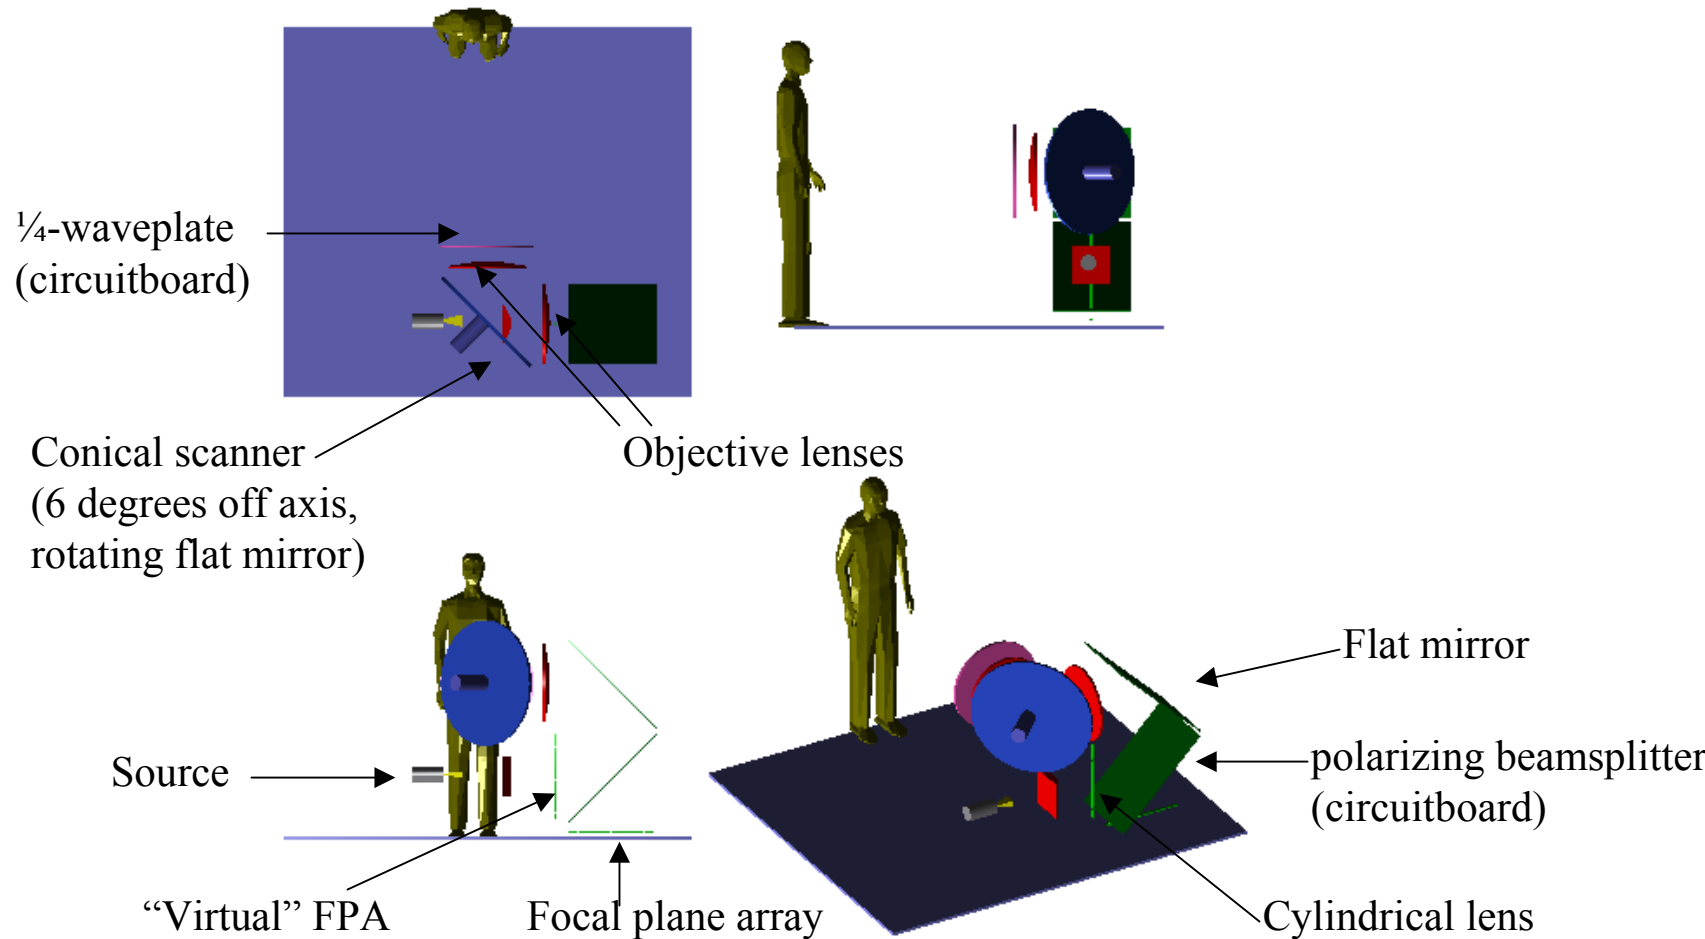 ¼-waveplate
(circuitboard)
Conical scanner
(6 degrees off axis,
rotating flat mirror)
Objective lenses
Flat mirror
Source
polarizing beamsplitter
(circuitboard)
“Virtual” FPA
Focal plane array
Cylindrical lens